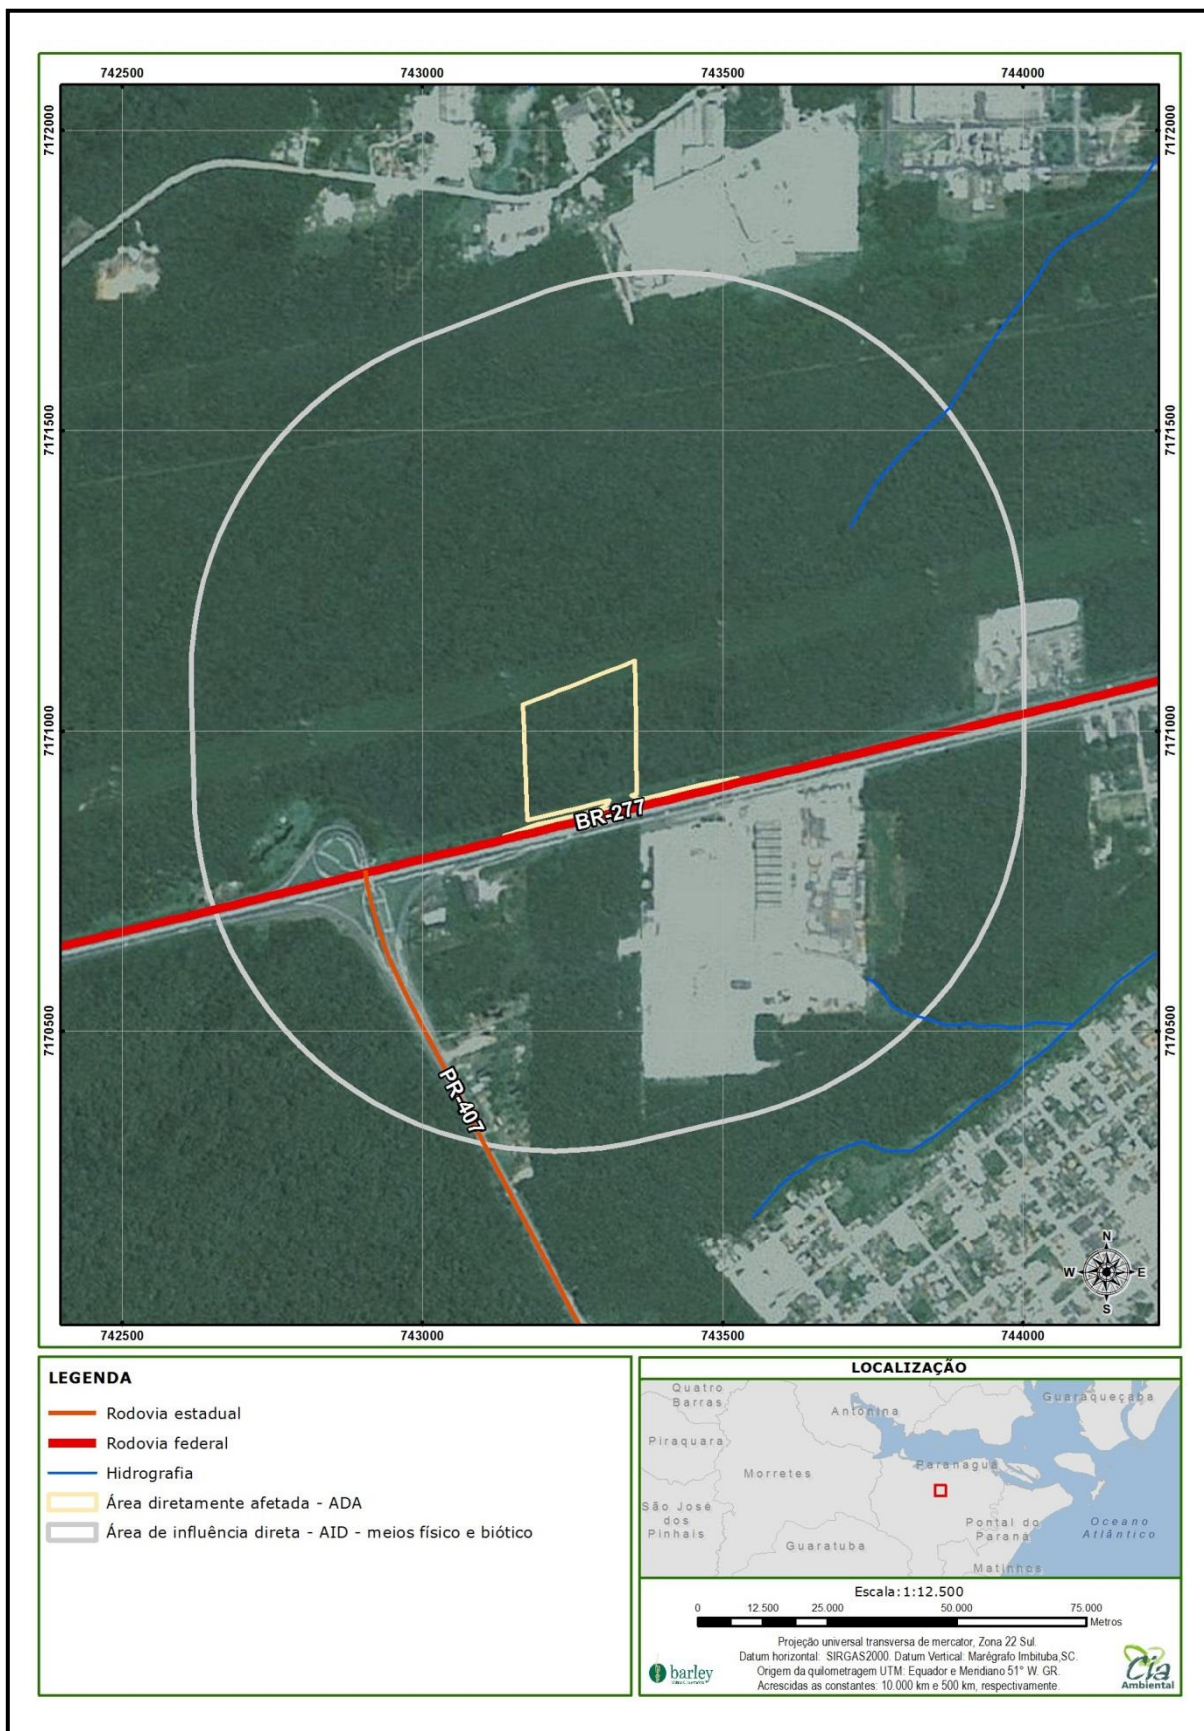 742500 743000 743500 744000
7172000 7172000
7171500 7171500
7171000 7171000
BR-277
7170500 7170500
PR-407
N
W E
S
742500 743000 743500 744000
LEGENDA
Rodovia estadual
Rodovia federal
Hidrografia
Área diretamente afetada - ADA
Área de influência direta - AID - meios físico e biótico
LOCALIZAÇÃO
Quatro
Barras
Guaraqueçaba
Antonina
Piraquara
Morretes
Paranaguá
São José
dos
Pinhais
Pontal do
Paraná
Oceano
Atlântico
Guaratuba
Matinhos
Escala: 1:12.500
0 12.500 25.000 50.000 75.000
Metros
Projeção universal transversa de mercator, Zona 22 Sul.
Datum horizontal: SIRGAS2000. Datum Vertical: Marégrafo Imbituba,SC.
Origem da quilometragem UTM: Equador e Meridiano 51° W. GR.
Acrescidas as constantes: 10.000 km e 500 km, respectivamente.
barley
Cia
Ambiental